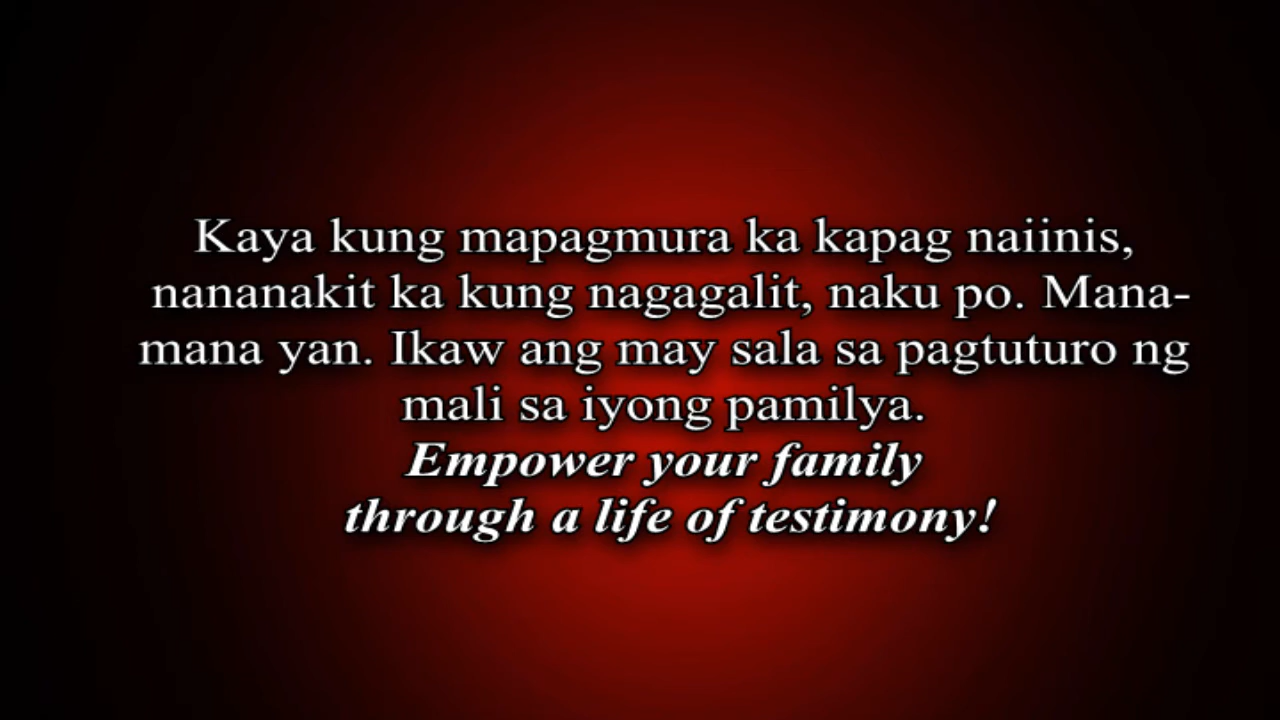 Kaya kung mapagmura ka kapag naiinis,
nananakit ka kung nagagalit, naku po. Mana-
mana yan. Ikaw ang may sala sa pagtuturo ng
mali sa iyong pamilya.
Empower your family
through a life of testimony!